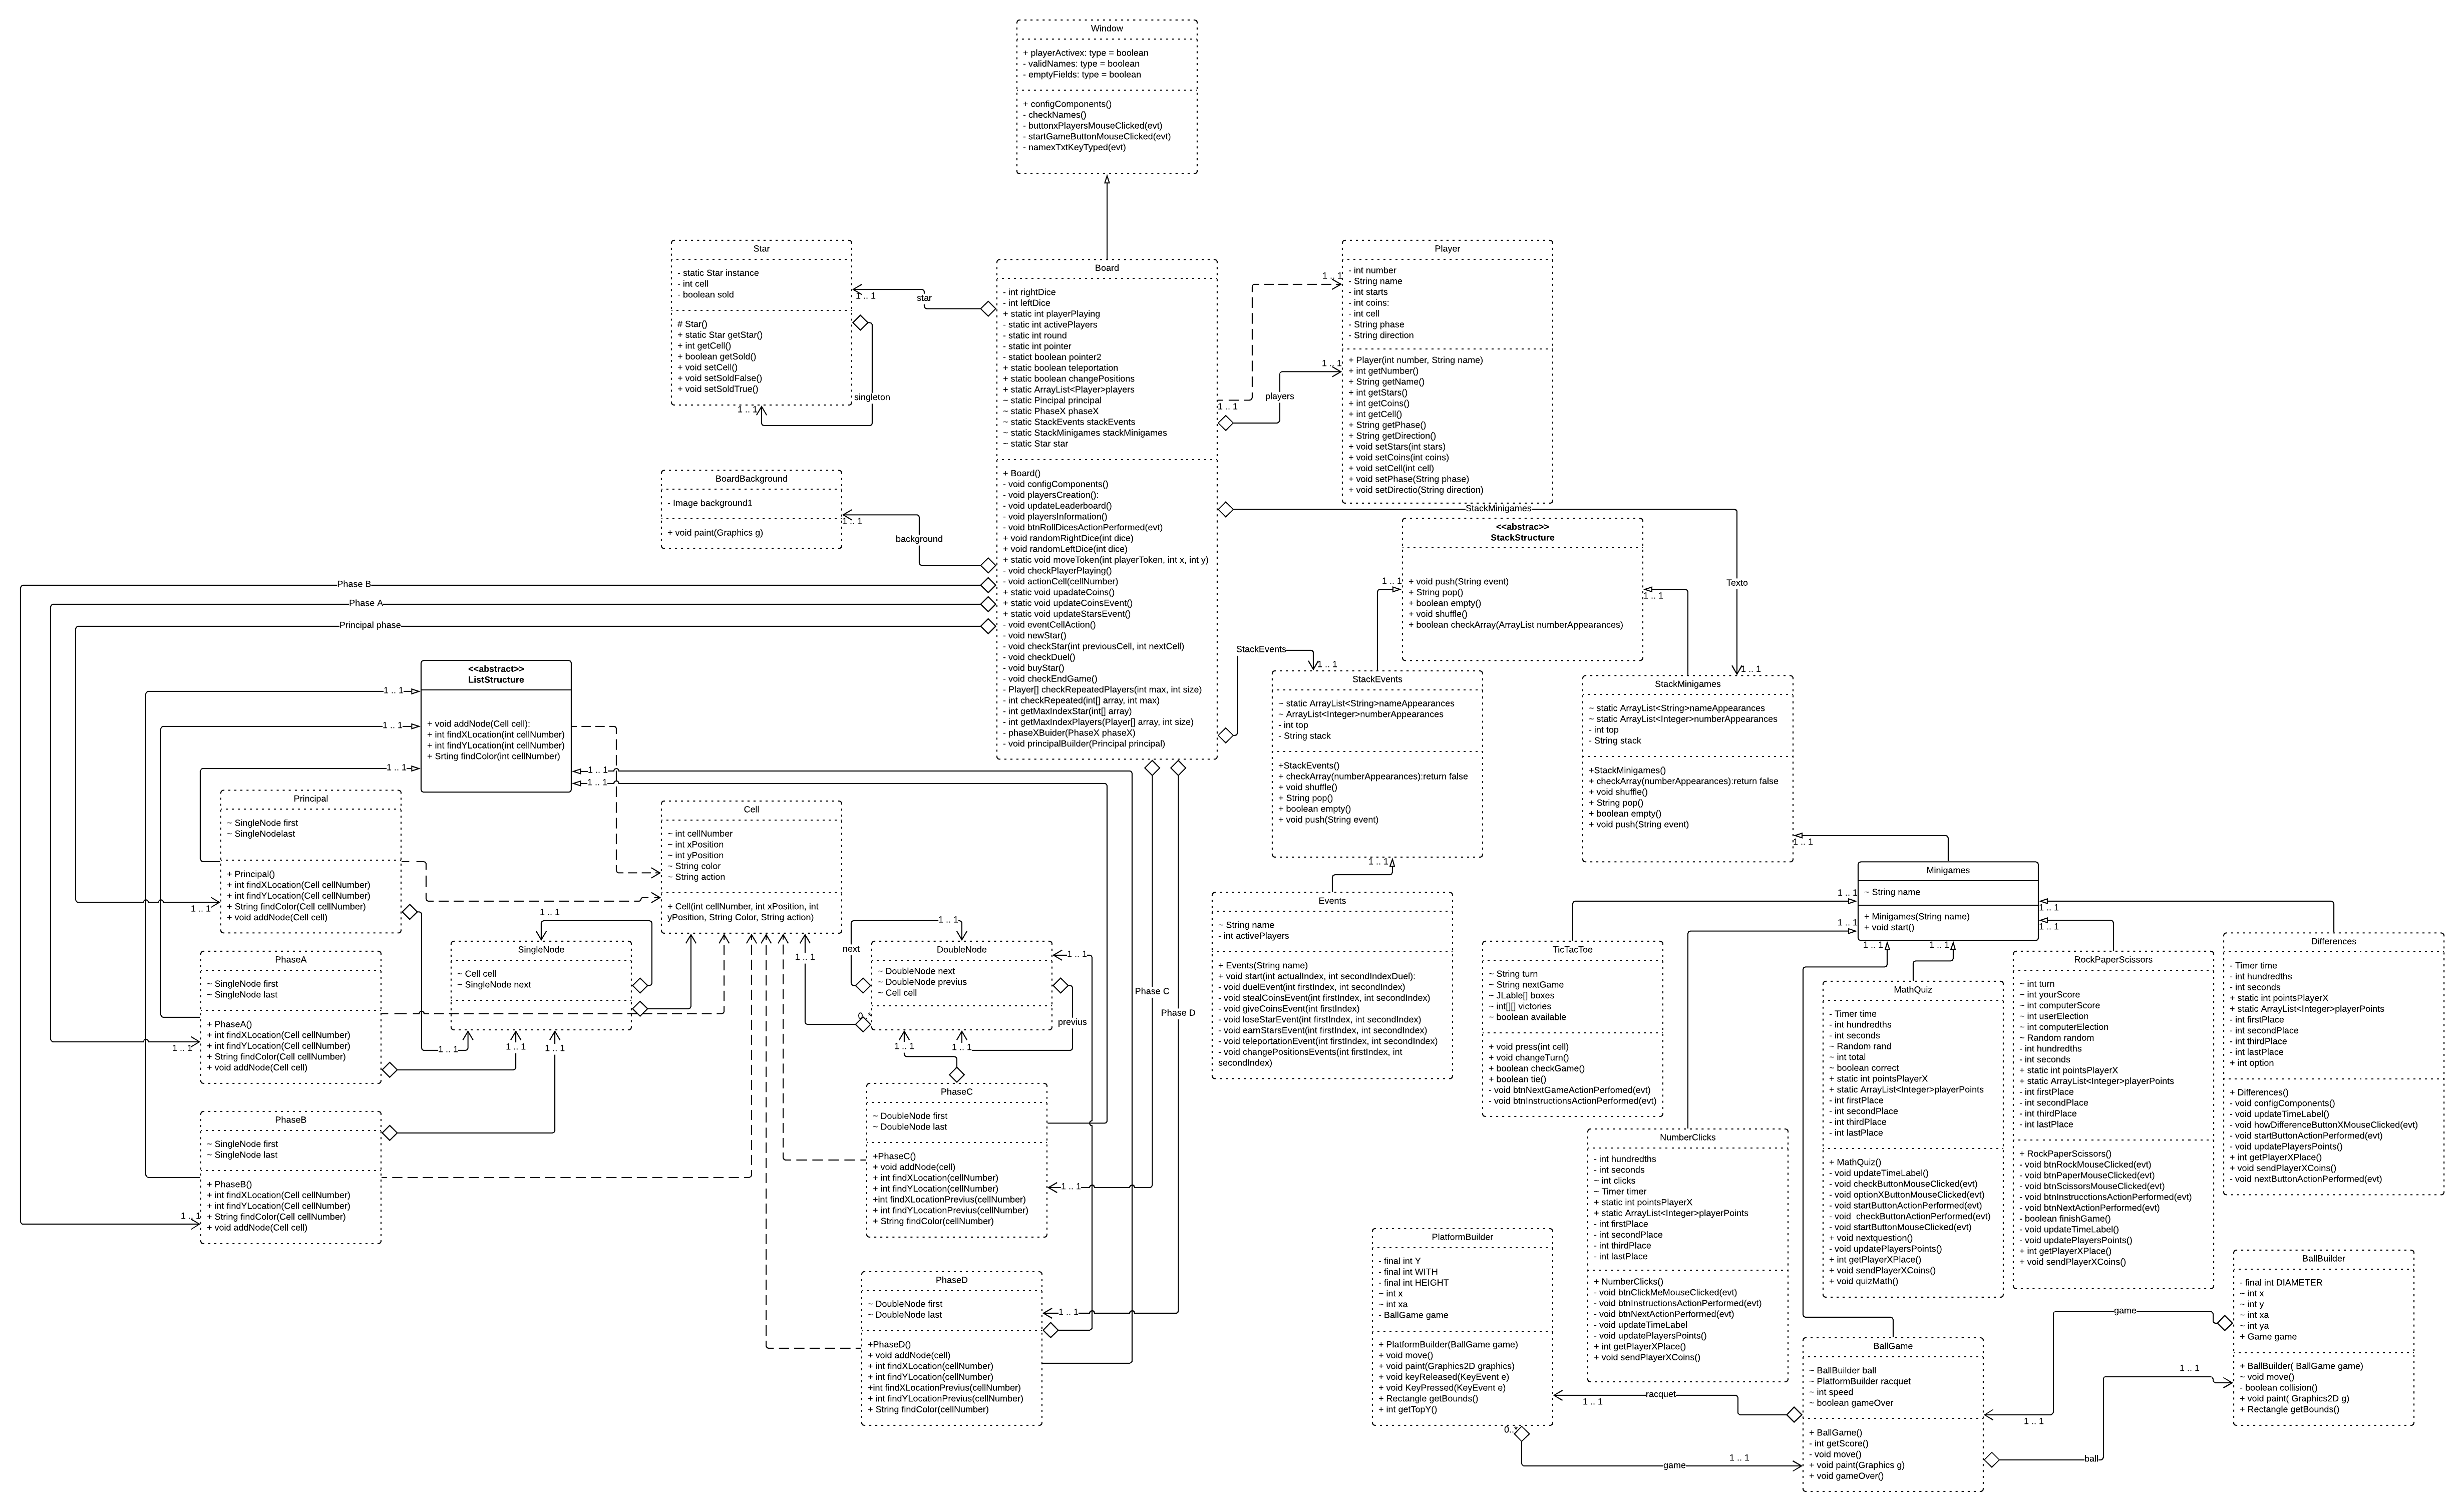 Window
+ playerActivex: type = boolean
- validNames: type = boolean
- emptyFields: type = boolean
+ configComponents()
- checkNames()
- buttonxPlayersMouseClicked(evt)
- startGameButtonMouseClicked(evt)
- namexTxtKeyTyped(evt)
Star
- static Star instance
- int cell
- boolean sold
# Star()
+ static Star getStar()
+ int getCell()
+ boolean getSold()
+ void setCell()
+ void setSoldFalse()
+ void setSoldTrue()
1 .. 1
star
singleton
1 .. 1
Board
- int rightDice
- int leftDice
+ static int playerPlaying
- static int activePlayers
- static int round
- static int pointer
- statict boolean pointer2
+ static boolean teleportation
+ static boolean changePositions
+ static ArrayList<Player>players
~ static Pincipal principal
~ static PhaseX phaseX
~ static StackEvents stackEvents
~ static StackMinigames stackMinigames
~ static Star star
+ Board()
- void configComponents()
- void playersCreation():
- void updateLeaderboard()
- void playersInformation()
- void btnRollDicesActionPerformed(evt)
+ void randomRightDice(int dice)
+ void randomLeftDice(int dice)
+ static void moveToken(int playerToken, int x, int y)
- void checkPlayerPlaying()
- void actionCell(cellNumber)
+ static void upadateCoins()
+ static void updateCoinsEvent()
+ static void updateStarsEvent()
- void eventCellAction()
- void newStar()
- void checkStar(int previousCell, int nextCell)
- void checkDuel()
- void buyStar()
- void checkEndGame()
- Player[] checkRepeatedPlayers(int max, int size)
- int checkRepeated(int[] array, int max)
- int getMaxIndexStar(int[] array)
- int getMaxIndexPlayers(Player[] array, int size)
- phaseXBuider(PhaseX phaseX)
- void principalBuilder(Principal principal)
Player
- int number
- String name
- int starts
- int coins:
- int cell
- String phase
- String direction
+ Player(int number, String name)
+ int getNumber()
+ String getName()
+ int getStars()
+ int getCoins()
+ int getCell()
+ String getPhase()
+ String getDirection()
+ void setStars(int stars)
+ void setCoins(int coins)
+ void setCell(int cell)
+ void setPhase(String phase)
+ void setDirectio(String direction)
1 .. 1
1 .. 1
1 .. 1
players
BoardBackground
- Image background1
+ void paint(Graphics g)
1 .. 1
background
StackMinigames
<<abstrac>>
StackStructure
+ void push(String event)
+ String pop()
+ boolean empty()
+ void shuffle()
+ boolean checkArray(ArrayList numberAppearances)
1 .. 1
1 .. 1
Texto
Phase B
Phase A
Principal phase
StackEvents
1 .. 1
1 .. 1
<<abstract>>
ListStructure
+ void addNode(Cell cell):
+ int findXLocation(int cellNumber)
+ int findYLocation(int cellNumber)
+ Srting findColor(int cellNumber)
1 .. 1
1 .. 1
1 .. 1
1 .. 1
1 .. 1
StackEvents
~ static ArrayList<String>nameAppearances
~ ArrayList<Integer>numberAppearances
- int top
- String stack
+StackEvents()
+ checkArray(numberAppearances):return false
+ void shuffle()
+ String pop()
+ boolean empty()
+ void push(String event)
1 .. 1
StackMinigames
~ static ArrayList<String>nameAppearances
~ static ArrayList<Integer>numberAppearances
- int top
- String stack
+StackMinigames()
+ checkArray(numberAppearances):return false
+ void shuffle()
+ String pop()
+ boolean empty()
+ void push(String event)
1 .. 1
Principal
~ SingleNode first
~ SingleNodelast
+ Principal()
+ int findXLocation(Cell cellNumber)
+ int findYLocation(Cell cellNumber)
+ String findColor(Cell cellNumber)
+ void addNode(Cell cell)
1 .. 1
Cell
~ int cellNumber
~ int xPosition
~ int yPosition
~ String color
~ String action
+ Cell(int cellNumber, int xPosition, int
yPosition, String Color, String action)
Events
~ String name
- int activePlayers
+ Events(String name)
+ void start(int actualIndex, int secondIndexDuel):
- void duelEvent(int firstIndex, int secondIndex)
- void stealCoinsEvent(int firstIndex, int secondIndex)
- void giveCoinsEvent(int firstIndex)
- void loseStarEvent(int firstIndex, int secondIndex)
- void earnStarsEvent(int firstIndex, int secondIndex)
- void teleportationEvent(int firstIndex, int secondIndex)
- void changePositionsEvents(int firstIndex, int
secondIndex)
Minigames
~ String name
+ Minigames(String name)
+ void start()
1 .. 1
1 .. 1
1 .. 1
1 .. 1
1 .. 1
1 .. 1
SingleNode
~ Cell cell
~ SingleNode next
1 .. 1
1 .. 1
1 .. 1
1 .. 1
DoubleNode
~ DoubleNode next
~ DoubleNode previus
~ Cell cell
next
1 .. 1
1 .. 1
1 .. 1
previus
1 .. 1
1 .. 1
Phase C
Phase D
PhaseA
~ SingleNode first
~ SingleNode last
+ PhaseA()
+ int findXLocation(Cell cellNumber)
+ int findYLocation(Cell cellNumber)
+ String findColor(Cell cellNumber)
+ void addNode(Cell cell)
1 .. 1
TicTacToe
~ String turn
~ String nextGame
~ JLable[] boxes
~ int[][] victories
~ boolean available
+ void press(int cell)
+ void changeTurn()
+ boolean checkGame()
+ boolean tie()
- void btnNextGameActionPerfomed(evt)
- void btnInstructionsActionPerformed(evt)
MathQuiz
- Timer time
- int hundredths
- int seconds
~ Random rand
~ int total
~ boolean correct
+ static int pointsPlayerX
+ static ArrayList<Integer>playerPoints
- int firstPlace
- int secondPlace
- int thirdPlace
- int lastPlace
+ MathQuiz()
- void updateTimeLabel()
- void checkButtonMouseClicked(evt)
- void optionXButtonMouseClicked(evt)
- void startButtonActionPerformed(evt)
- void  checkButtonActionPerformed(evt)
- void startButtonMouseClicked(evt)
+ void nextquestion()
- void updatePlayersPoints()
+ int getPlayerXPlace()
+ void sendPlayerXCoins()
+ void quizMath()
RockPaperScissors
~ int turn
~ int yourScore
~ int computerScore
~ int userElection
~ int computerElection
~ Random random
- int hundredths
- int seconds
+ static int pointsPlayerX
+ static ArrayList<Integer>playerPoints
- int firstPlace
- int secondPlace
- int thirdPlace
- int lastPlace
+ RockPaperScissors()
- void btnRockMouseClicked(evt)
- void btnPaperMouseClicked(evt)
- void btnScissorsMouseClicked(evt)
- void btnInstrucctionsActionPerformed(evt)
- void btnNextActionPerformed(evt)
- boolean finishGame()
- void updateTimeLabel()
- void updatePlayersPoints()
+ int getPlayerXPlace()
+ void sendPlayerXCoins()
Differences
- Timer time
- int hundredths
- int seconds
+ static int pointsPlayerX
+ static ArrayList<Integer>playerPoints
- int firstPlace
- int secondPlace
- int thirdPlace
- int lastPlace
+ int option
+ Differences()
- void configComponents()
- void updateTimeLabel()
- void howDifferenceButtonXMouseClicked(evt)
- void startButtonActionPerformed(evt)
- void updatePlayersPoints()
+ int getPlayerXPlace()
+ void sendPlayerXCoins()
- void nextButtonActionPerformed(evt)
PhaseB
~ SingleNode first
~ SingleNode last
+ PhaseB()
+ int findXLocation(Cell cellNumber)
+ int findYLocation(Cell cellNumber)
+ String findColor(Cell cellNumber)
+ void addNode(Cell cell)
1 .. 1
PhaseC
~ DoubleNode first
~ DoubleNode last
+PhaseC()
+ void addNode(cell)
+ int findXLocation(cellNumber)
+ int findYLocation(cellNumber)
+int findXLocationPrevius(cellNumber)
+ int findYLocationPrevius(cellNumber)
+ String findColor(cellNumber)
1 .. 1
NumberClicks
- int hundredths
- int seconds
~ int clicks
~ Timer timer
+ static int pointsPlayerX
+ static ArrayList<Integer>playerPoints
- int firstPlace
- int secondPlace
- int thirdPlace
- int lastPlace
+ NumberClicks()
- void btnClickMeMouseClicked(evt)
- void btnInstructionsActionPerformed(evt)
- void btnNextActionPerformed(evt)
- void updateTimeLabel
- void updatePlayersPoints()
+ int getPlayerXPlace()
+ void sendPlayerXCoins()
PhaseD
~ DoubleNode first
~ DoubleNode last
+PhaseD()
+ void addNode(cell)
+ int findXLocation(cellNumber)
+ int findYLocation(cellNumber)
+int findXLocationPrevius(cellNumber)
+ int findYLocationPrevius(cellNumber)
+ String findColor(cellNumber)
1 .. 1
PlatformBuilder
- final int Y
- final int WITH
- final int HEIGHT
~ int x
~ int xa
- BallGame game
+ PlatformBuilder(BallGame game)
+ void move()
+ void paint(Graphics2D graphics)
+ void keyReleased(KeyEvent e)
+ void KeyPressed(KeyEvent e)
+ Rectangle getBounds()
+ int getTopY()
racquet
1 .. 1
game
1 .. 1
BallGame
~ BallBuilder ball
~ PlatformBuilder racquet
~ int speed
~ boolean gameOver
+ BallGame()
- int getScore()
- void move()
+ void paint(Graphics g)
+ void gameOver()
game
1 .. 1
1 .. 1
ball
BallBuilder
- final int DIAMETER
~ int x
~ int y
~ int xa
~ int ya
+ Game game
+ BallBuilder( BallGame game)
~ void move()
- boolean collision()
+ void paint( Graphics2D g)
+ Rectangle getBounds()